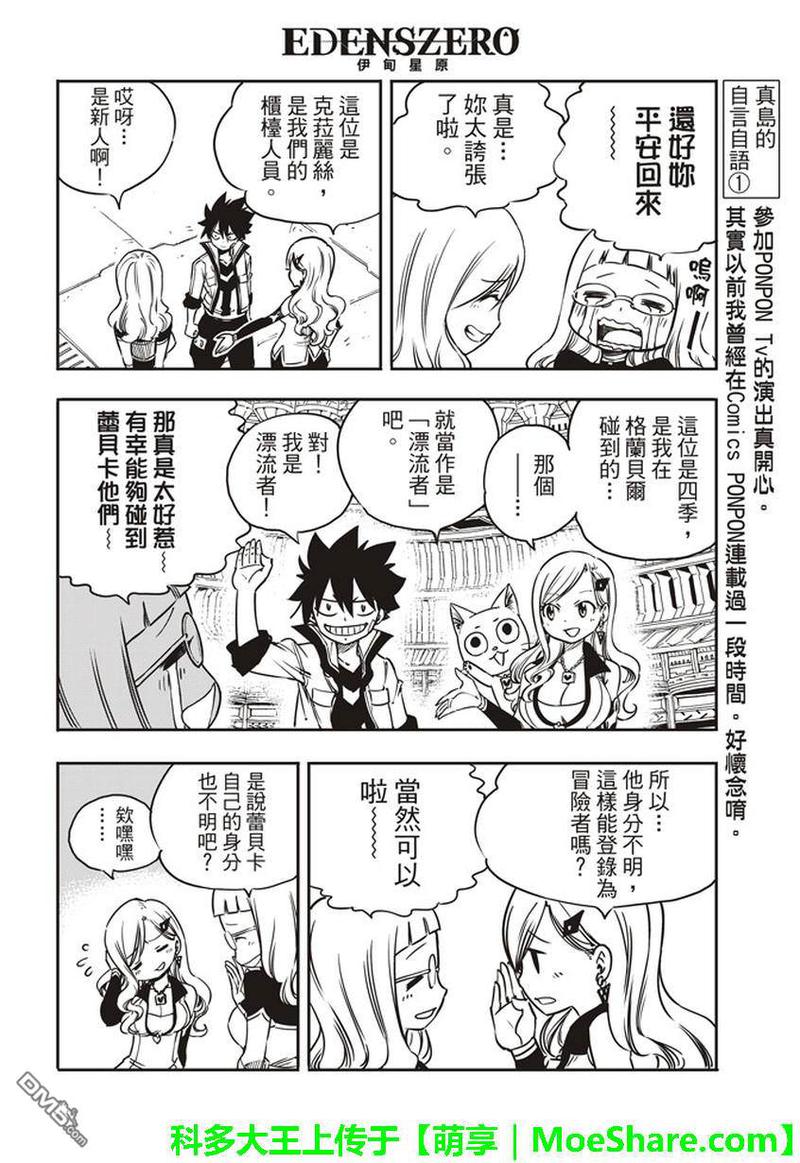 EDENSZERO
伊甸星原
真島的
自言自語①
參加PONPON Tv的演出真開心。
其實以前我曾經在Comics PONPON連載過一段時間。好懷念唷。
還好妳
平安回來
〜〜
嗚啊——
真是…
妳太誇張
了啦。
這位是
克菈麗絲，
是我們的
櫃檯人員。
哎呀…
是新人啊！
這位是四季，
是我在
格蘭貝爾
碰到的。
那個
……
就當作是
「漂流者」
吧。
對！
我是
漂流者！
那真是太好惹〜
有幸能夠碰到
蕾貝卡他們〜〜
所以…
他身分不明，
這樣能登錄為
冒險者嗎？
當然可以
啦〜〜
是說蕾貝卡
自己的身分
也不明吧？
欸嘿嘿
……
DM5.com
科多大王上传于【萌享｜MoeShare.com】